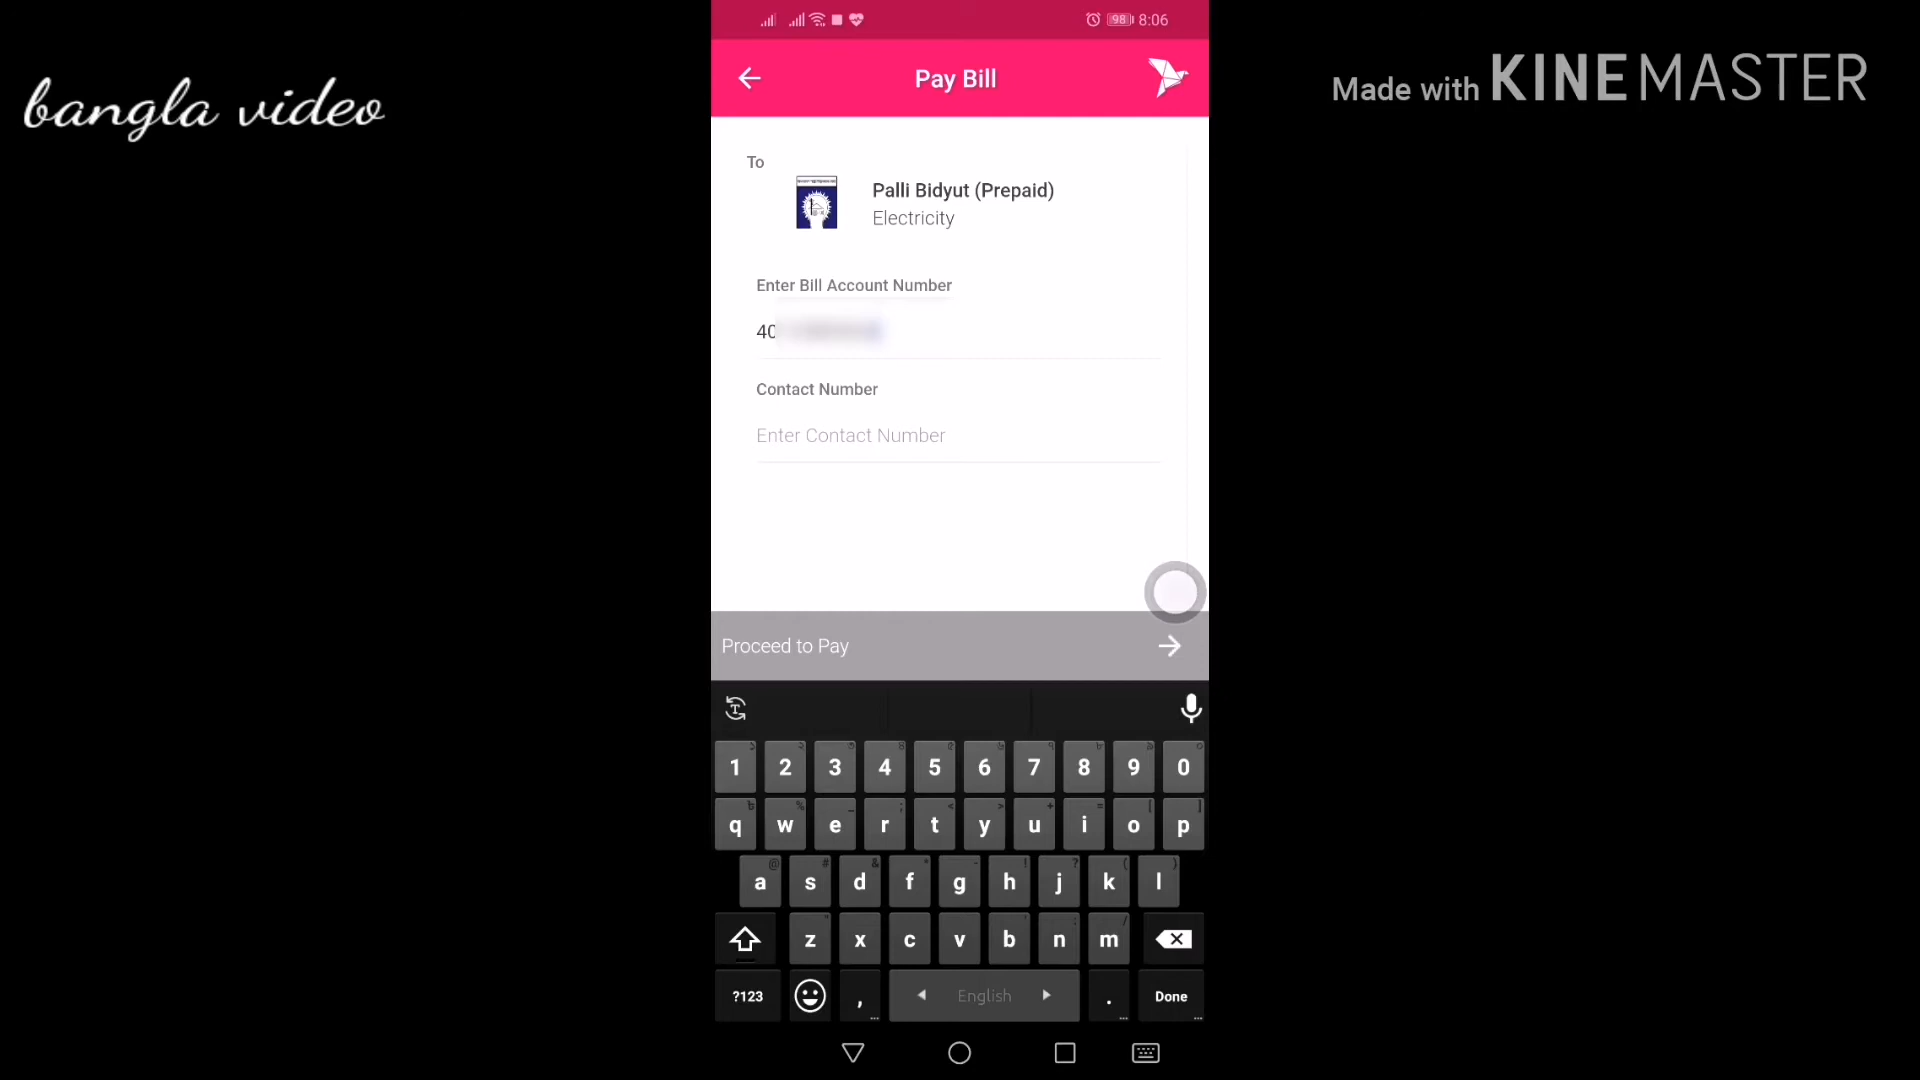 bangla video
Made with KINEMASTER
98 8:06
Pay Bill
To
Palli Bidyut (Prepaid)
Electricity
Enter Bill Account Number
40
Contact Number
Enter Contact Number
Proceed to Pay
1 2 3 4 5 6 7 8 9 0
q w e r t y u i o p
a s d f g h j k l
z x c v b n m
?123 , English . Done